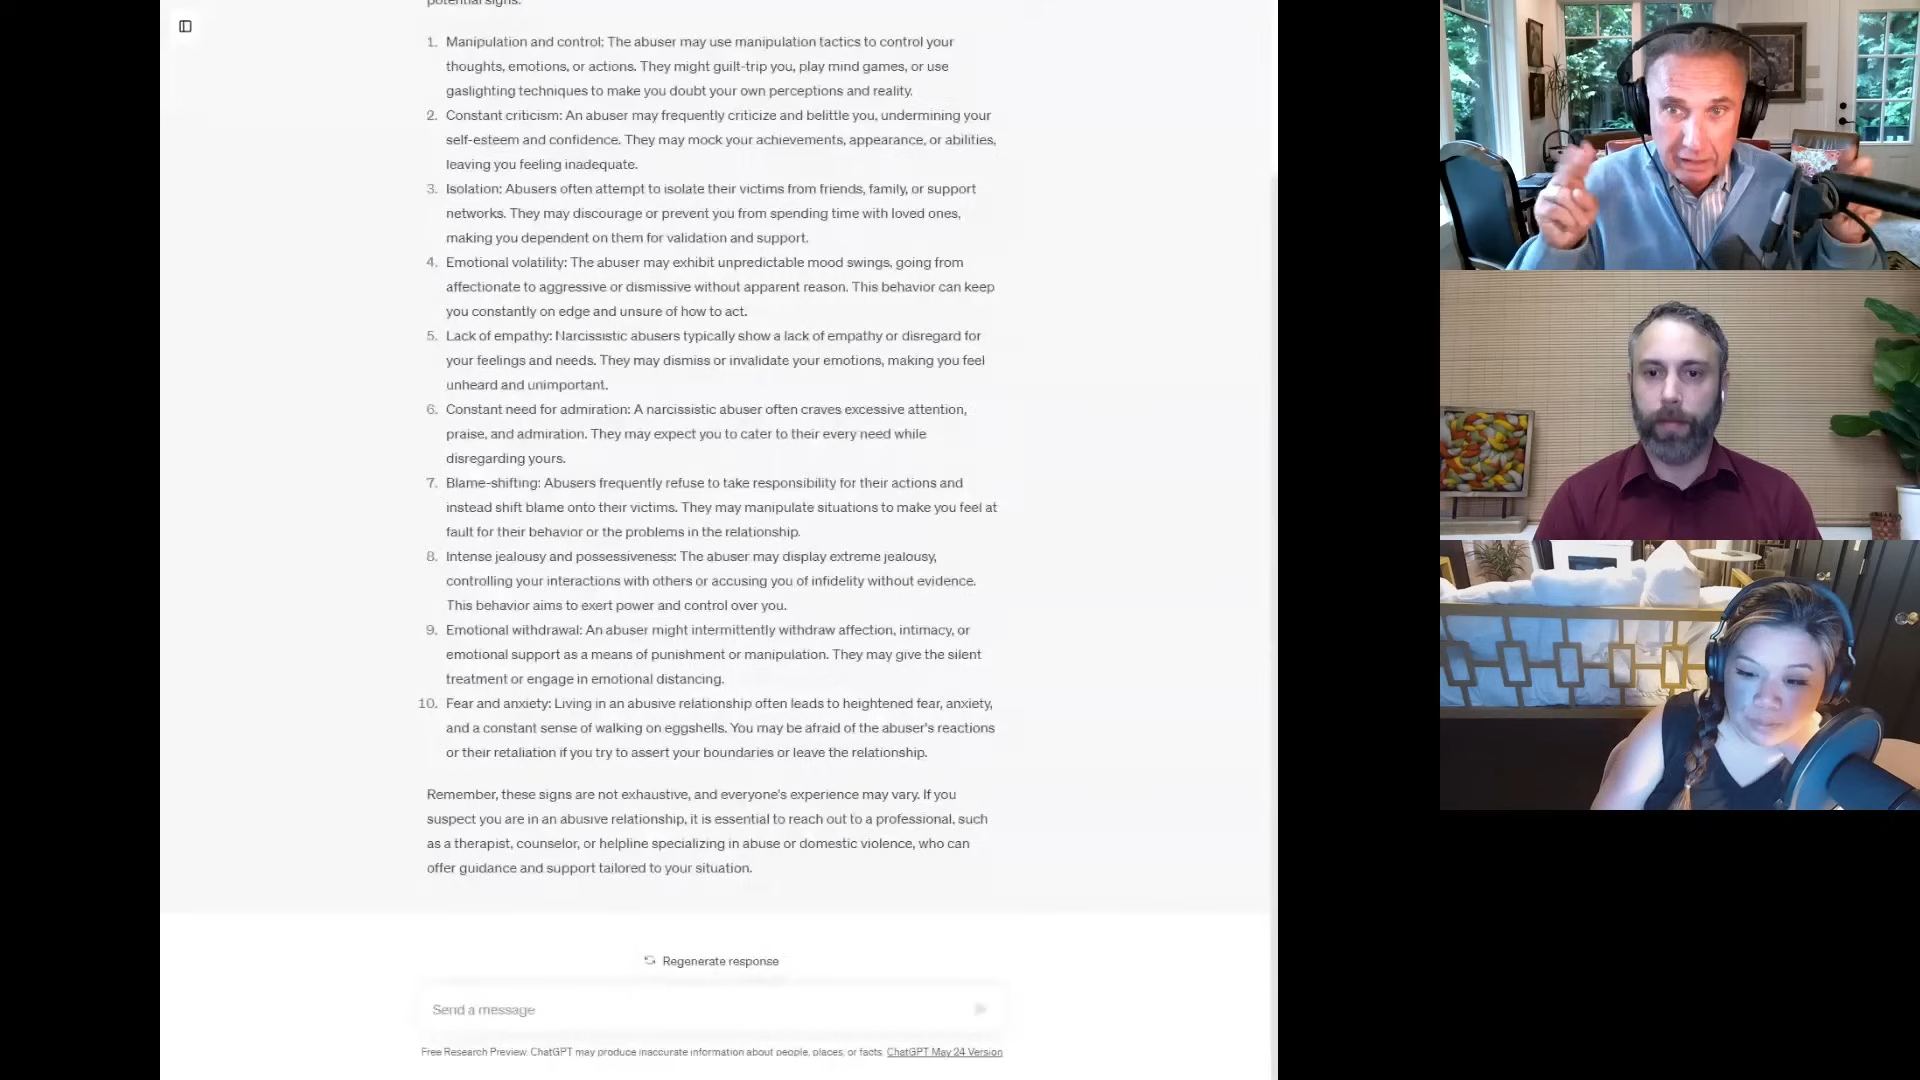 potential signs.
1. Manipulation and control: The abuser may use manipulation tactics to control your
thoughts, emotions, or actions. They might guilt-trip you, play mind games, or use
gaslighting techniques to make you doubt your own perceptions and reality.
2. Constant criticism: An abuser may frequently criticize and belittle you, undermining your
self-esteem and confidence. They may mock your achievements, appearance, or abilities,
leaving you feeling inadequate.
3. Isolation: Abusers often attempt to isolate their victims from friends, family, or support
networks. They may discourage or prevent you from spending time with loved ones,
making you dependent on them for validation and support.
4. Emotional volatility: The abuser may exhibit unpredictable mood swings, going from
affectionate to aggressive or dismissive without apparent reason. This behavior can keep
you constantly on edge and unsure of how to act.
5. Lack of empathy: Narcissistic abusers typically show a lack of empathy or disregard for
your feelings and needs. They may dismiss or invalidate your emotions, making you feel
unheard and unimportant.
6. Constant need for admiration: A narcissistic abuser often craves excessive attention,
praise, and admiration. They may expect you to cater to their every need while
disregarding yours.
7. Blame-shifting: Abusers frequently refuse to take responsibility for their actions and
instead shift blame onto their victims. They may manipulate situations to make you feel at
fault for their behavior or the problems in the relationship.
8. Intense jealousy and possessiveness: The abuser may display extreme jealousy,
controlling your interactions with others or accusing you of infidelity without evidence.
This behavior aims to exert power and control over you.
9. Emotional withdrawal: An abuser might intermittently withdraw affection, intimacy, or
emotional support as a means of punishment or manipulation. They may give the silent
treatment or engage in emotional distancing.
10. Fear and anxiety: Living in an abusive relationship often leads to heightened fear, anxiety,
and a constant sense of walking on eggshells. You may be afraid of the abuser's reactions
or their retaliation if you try to assert your boundaries or leave the relationship.
Remember, these signs are not exhaustive, and everyone's experience may vary. If you
suspect you are in an abusive relationship, it is essential to reach out to a professional, such
as a therapist, counselor, or helpline specializing in abuse or domestic violence, who can
offer guidance and support tailored to your situation.
Regenerate response
Send a message
Free Research Preview. ChatGPT may produce inaccurate information about people, places, or facts. ChatGPT May 24 Version